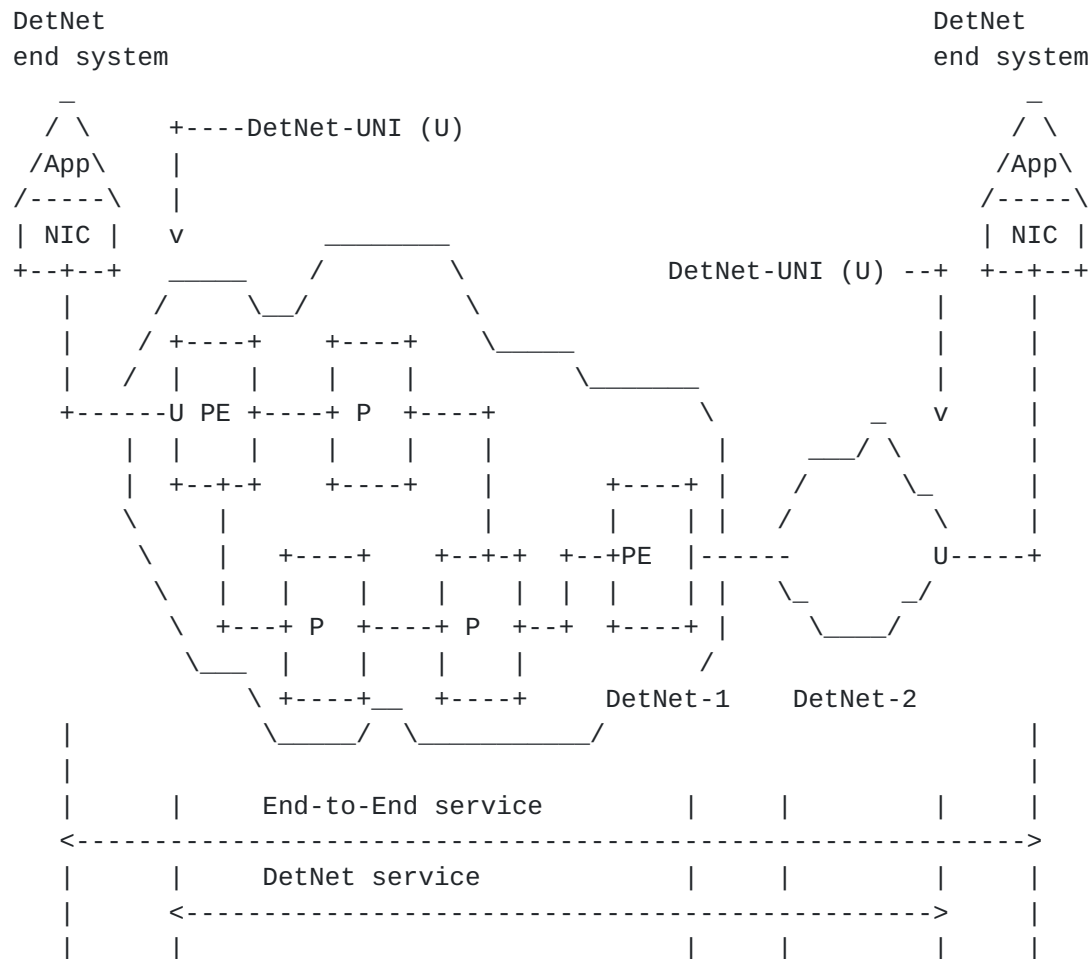 DetNet DetNet
end system end system
DetNet-UNI (U)
App App
NIC NIC
DetNet-UNI (U)
U PE P
PE U
P P
DetNet-1 DetNet-2
End-to-End service
DetNet service